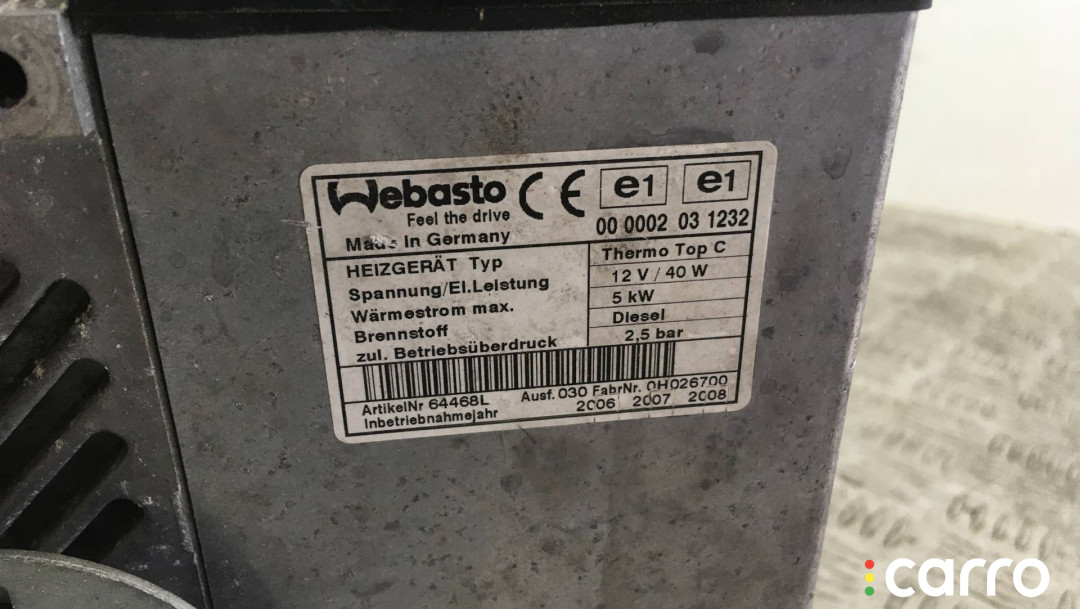 Webasto CE e1 e1
Feel the drive 00 0002 03 1232
Made in Germany
HEIZGERÄT Typ Thermo Top C
Spannung/El.Leistung 12 V / 40 W
Wärmestrom max. 5 kW
Brennstoff Diesel
zul. Betriebsüberdruck 2,5 bar
ArtikelNr 64468L Ausf. 030 FabrNr. 0H026700
Inbetriebnahmejahr 2006 2007 2008
carro